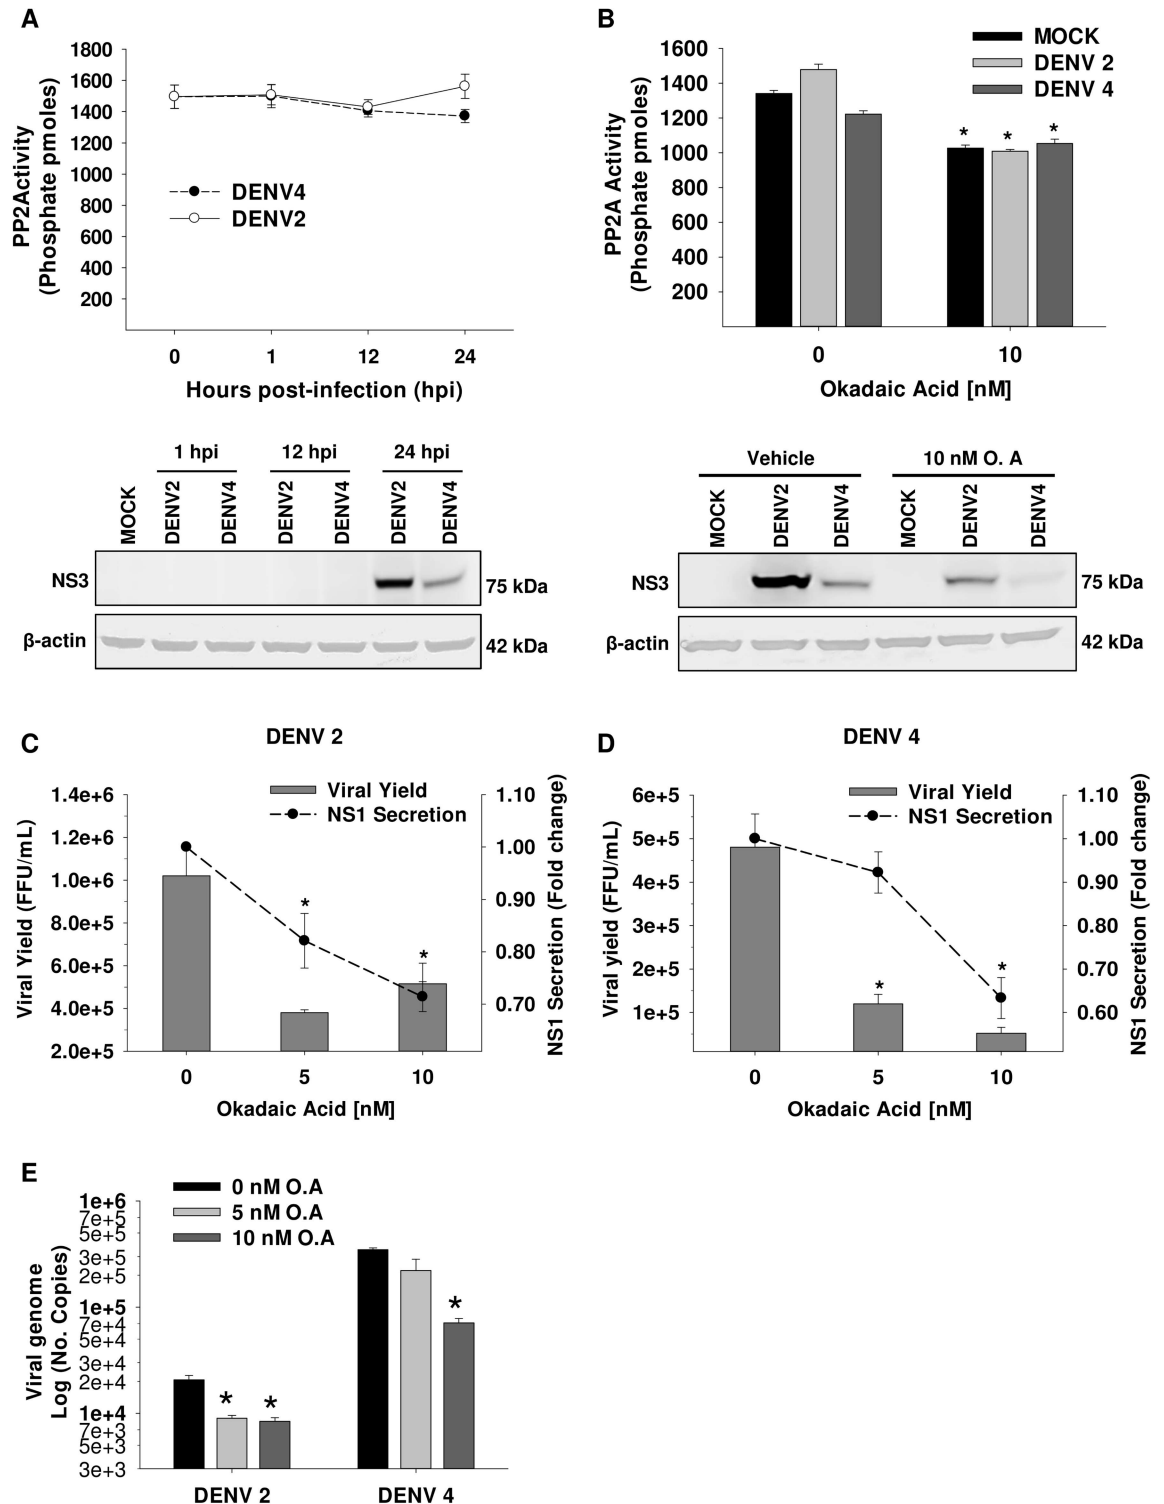 A
1800
1600
1400
1200
1000
800
600
400
200
PP2Activity
(Phosphate pmoles)
DENV4
DENV2
0 1 12 24
Hours post-infection (hpi)
1 hpi 12 hpi 24 hpi
MOCK DENV2 DENV4 DENV2 DENV4 DENV2 DENV4
NS3 75 kDa
β-actin 42 kDa
B
MOCK
DENV 2
DENV 4
1600
1400
1200
1000
800
600
400
200
PP2A Activity
(Phosphate pmoles)
* * *
0 10
Okadaic Acid [nM]
Vehicle 10 nM O. A
MOCK DENV2 DENV4 MOCK DENV2 DENV4
NS3 75 kDa
β-actin 42 kDa
C
DENV 2
Viral Yield
NS1 Secretion
1.4e+6
1.2e+6
1.0e+6
8.0e+5
6.0e+5
4.0e+5
2.0e+5
Viral Yield (FFU/mL)
1.10
1.00
0.90
0.80
0.70
NS1 Secretion (Fold change)
* *
0 5 10
Okadaic Acid [nM]
D
DENV 4
Viral Yield
NS1 Secretion
6e+5
5e+5
4e+5
3e+5
2e+5
1e+5
Viral yield (FFU/mL)
1.10
1.00
0.90
0.80
0.70
0.60
NS1 Secretion (Fold change)
* *
0 5 10
Okadaic Acid [nM]
E
0 nM O.A
5 nM O.A
10 nM O.A
1e+6
7e+5
5e+5
3e+5
2e+5
1e+5
7e+4
5e+4
3e+4
2e+4
1e+4
7e+3
5e+3
3e+3
Viral genome
Log (No. Copies)
* * *
DENV 2 DENV 4